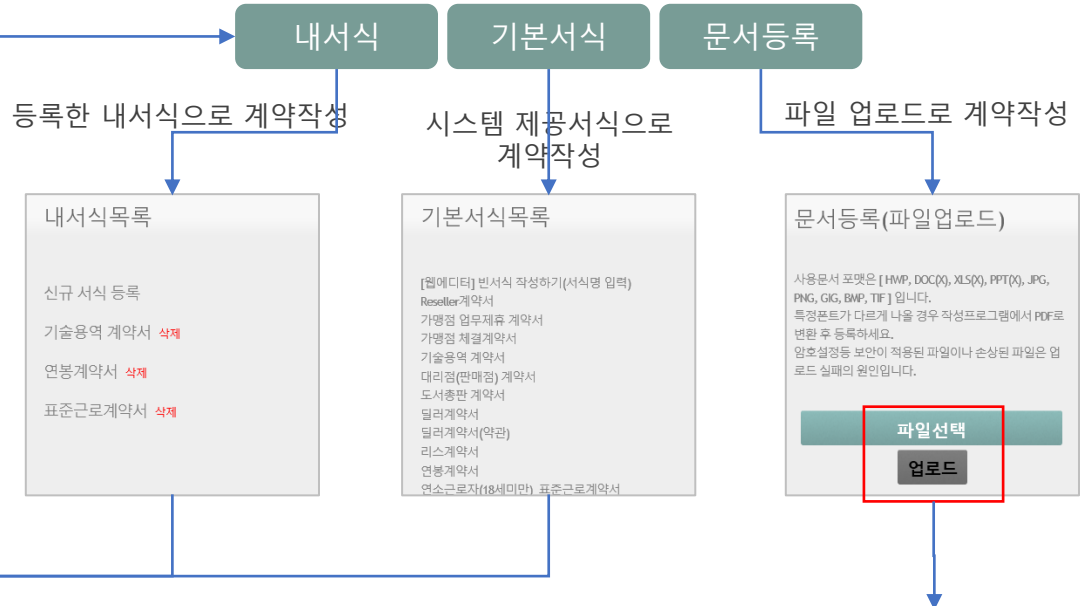 내서식
기본서식
문서등록
등록한 내서식으로 계약작성
시스템 제공서식으로
계약작성
파일 업로드로 계약작성
내서식목록
신규 서식 등록
기술용역 계약서 삭제
연봉계약서 삭제
표준근로계약서 삭제
기본서식목록
[웹에디터] 빈서식 작성하기(서식명 입력)
Reseller계약서
가맹점 업무제휴 계약서
가맹점 체결계약서
기술용역 계약서
대리점(판매점) 계약서
도서총판 계약서
딜러계약서
딜러계약서(약관)
리스계약서
연봉계약서
연소근로자(18세미만) 표준근로계약서
문서등록(파일업로드)
사용문서 포맷은 [ HWP, DOC(X), XLS(X), PPT(X), JPG,
PNG, GIG, BMP, TIF ] 입니다.
특정폰트가 다르게 나올 경우 작성프로그램에서 PDF로
변환 후 등록하세요.
암호설정등 보안이 적용된 파일이나 손상된 파일은 업
로드 실패의 원인입니다.
파일선택
업로드